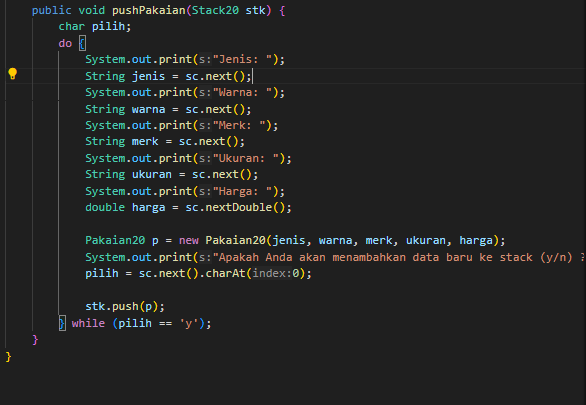 public void pushPakaian(Stack20 stk) {
char pilih;
do {
System.out.print(s:"Jenis: ");
String jenis = sc.next();
System.out.print(s:"Warna: ");
String warna = sc.next();
System.out.print(s:"Merk: ");
String merk = sc.next();
System.out.print(s:"Ukuran: ");
String ukuran = sc.next();
System.out.print(s:"Harga: ");
double harga = sc.nextDouble();
Pakaian20 p = new Pakaian20(jenis, warna, merk, ukuran, harga);
System.out.print(s:"Apakah Anda akan menambahkan data baru ke stack (y/n) ?
pilih = sc.next().charAt(index:0);
stk.push(p);
} while (pilih == 'y');
}
}